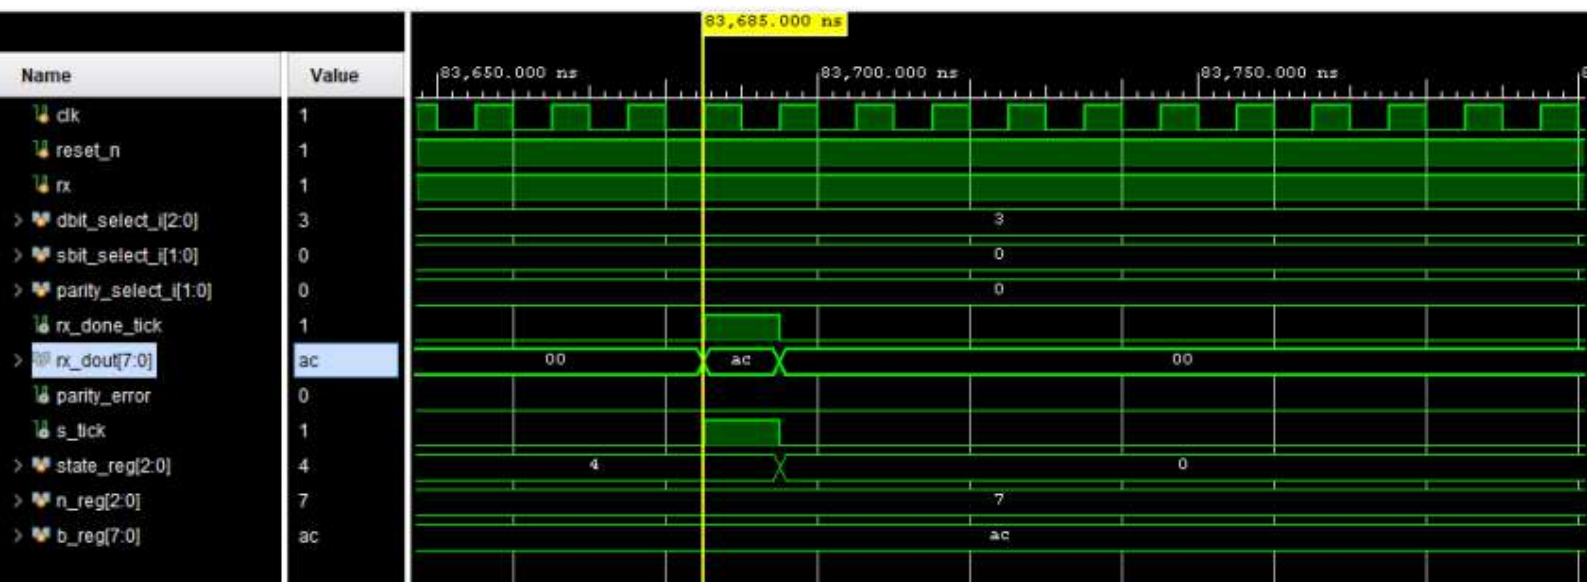 83,685.000 ns
Name Value 83,650.000 ns 83,700.000 ns 83,750.000 ns
clk 1
reset_n 1
rx 1
dbit_select_i[2:0] 3 3
sbit_select_i[1:0] 0 0
parity_select_i[1:0] 0 0
rx_done_tick 1
rx_dout[7:0] ac 00 ac 00
parity_error 0
s_tick 1
state_reg[2:0] 4 4 0
n_reg[2:0] 7 7
b_reg[7:0] ac ac